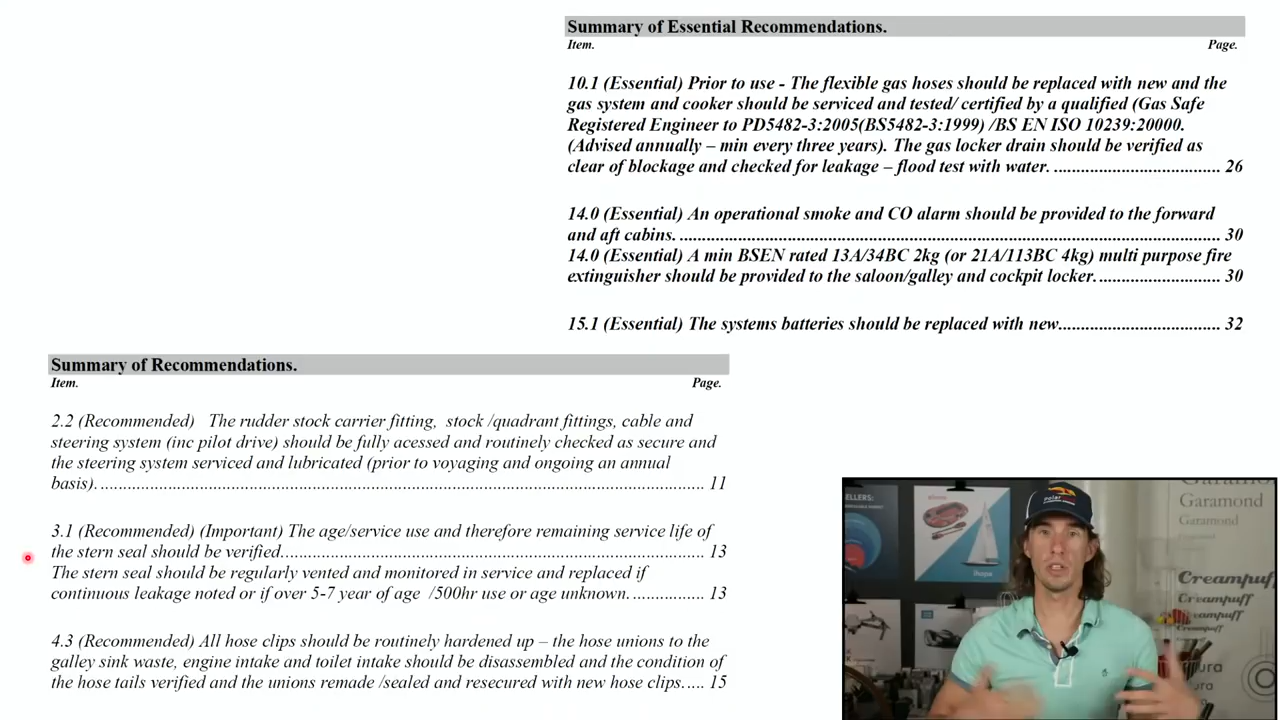 Summary of Essential Recommendations.
Item. Page.
10.1 (Essential) Prior to use - The flexible gas hoses should be replaced with new and the
gas system and cooker should be serviced and tested/ certified by a qualified (Gas Safe
Registered Engineer to PD5482-3:2005(BS5482-3:1999) /BS EN ISO 10239:20000.
(Advised annually – min every three years). The gas locker drain should be verified as
clear of blockage and checked for leakage – flood test with water. .................................... 26
14.0 (Essential) An operational smoke and CO alarm should be provided to the forward
and aft cabins. ........................................................................................................................ 30
14.0 (Essential) A min BSEN rated 13A/34BC 2kg (or 21A/113BC 4kg) multi purpose fire
extinguisher should be provided to the saloon/galley and cockpit locker. ........................... 30
15.1 (Essential) The systems batteries should be replaced with new.................................... 32
Summary of Recommendations.
Item. Page.
2.2 (Recommended) The rudder stock carrier fitting, stock /quadrant fittings, cable and
steering system (inc pilot drive) should be fully acessed and routinely checked as secure and
the steering system serviced and lubricated (prior to voyaging and ongoing an annual
basis). ..................................................................................................................................... 11
3.1 (Recommended) (Important) The age/service use and therefore remaining service life of
the stern seal should be verified.............................................................................................. 13
The stern seal should be regularly vented and monitored in service and replaced if
continuous leakage noted or if over 5-7 year of age /500hr use or age unknown. ................ 13
4.3 (Recommended) All hose clips should be routinely hardened up – the hose unions to the
galley sink waste, engine intake and toilet intake should be disassembled and the condition of
the hose tails verified and the unions remade /sealed and resecured with new hose clips..... 15
ELLERS:
Garamond
Garamond
Creampuff
Creampuff
polar